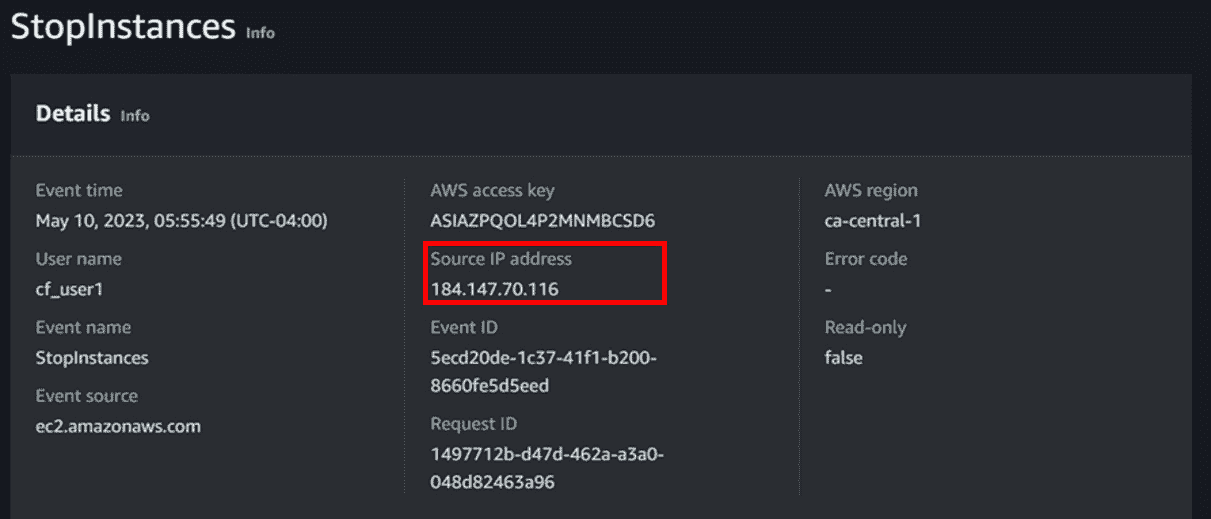 StopInstances Info
Details Info
Event time
May 10, 2023, 05:55:49 (UTC-04:00)
User name
cf_user1
Event name
StopInstances
Event source
ec2.amazonaws.com
AWS access key
ASIAZPQOL4P2MNMBCSD6
Source IP address
184.147.70.116
Event ID
5ecd20de-1c37-41f1-b200-
8660fe5d5eed
Request ID
1497712b-d47d-462a-a3a0-
048d82463a96
AWS region
ca-central-1
Error code
-
Read-only
false